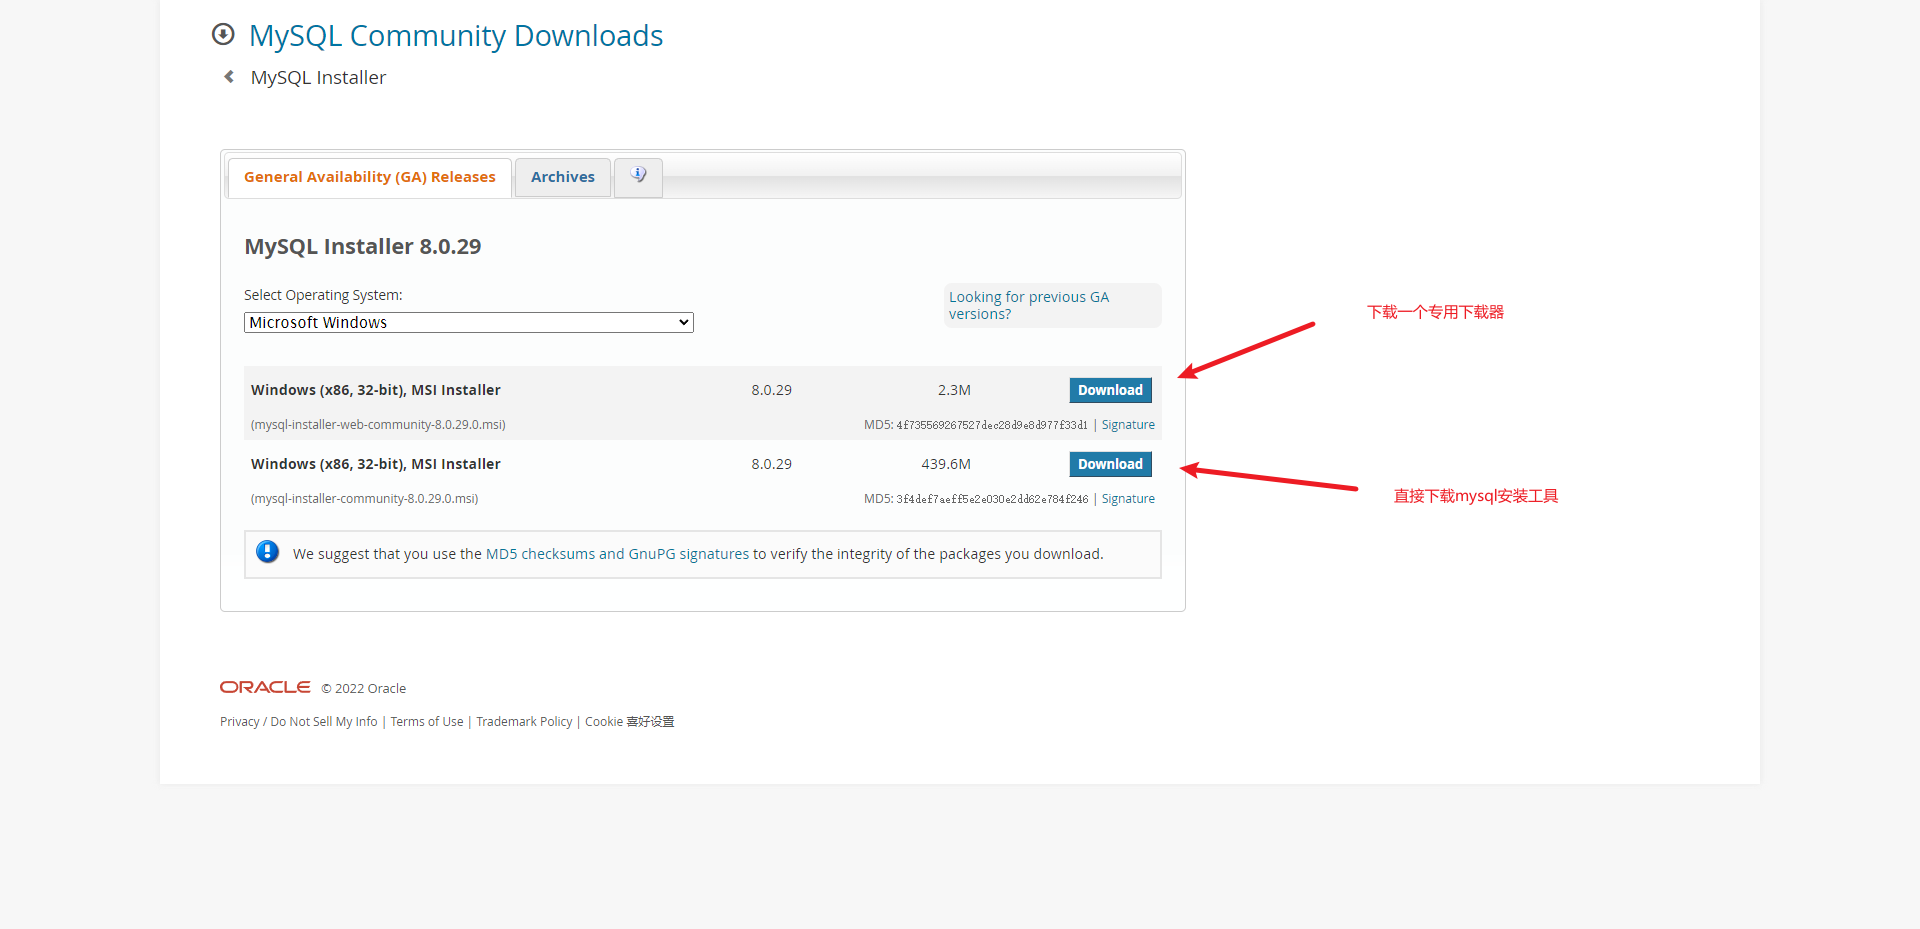 MySQL Community Downloads
MySQL Installer
General Availability (GA) Releases
Archives
MySQL Installer 8.0.29
Select Operating System:
Microsoft Windows
Looking for previous GA
versions?
下载一个专用下载器
Windows (x86, 32-bit), MSI Installer 8.0.29 2.3M Download
(mysql-installer-web-community-8.0.29.0.msi) MD5: 4f735569267527dec28d9e8d977f33d1 | Signature
Windows (x86, 32-bit), MSI Installer 8.0.29 439.6M Download
(mysql-installer-community-8.0.29.0.msi) MD5: 3f4def7aeff5e2e030e2dd62e784f246 | Signature
直接下载mysql安装工具
We suggest that you use the MD5 checksums and GnuPG signatures to verify the integrity of the packages you download.
ORACLE © 2022 Oracle
Privacy / Do Not Sell My Info | Terms of Use | Trademark Policy | Cookie 喜好设置